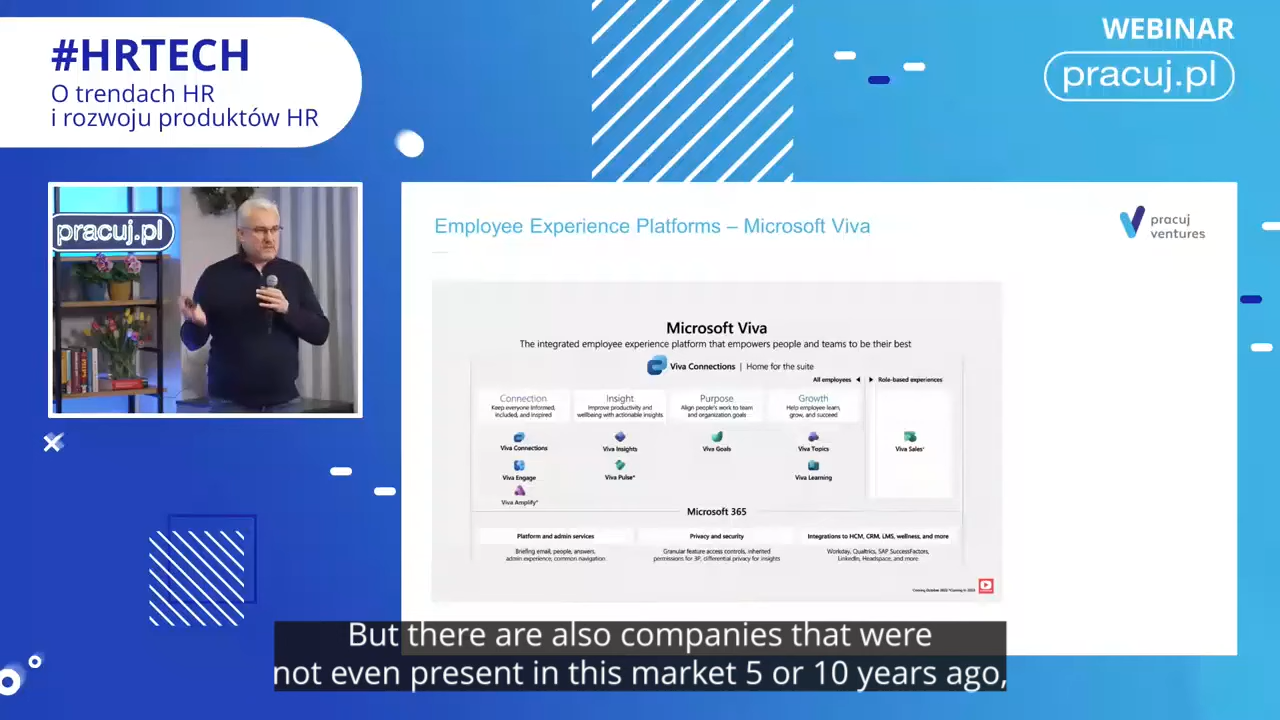 #HRTECH
O trendach HR
i rozwoju produktów HR
WEBINAR
pracuj.pl
pracuj.pl
Employee Experience Platforms – Microsoft Viva
pracuj
ventures
Microsoft Viva
The integrated employee experience platform that empowers people and teams to be their best
Viva Connections | Home for the suite
All employees
Role-based experiences
Connection
Keep everyone informed,
included, and inspired
Insight
Improve productivity and
wellbeing with actionable insights
Purpose
Align people's work to team
and organization goals
Growth
Help employee learn,
grow, and succeed
Viva Connections
Viva Insights
Viva Goals
Viva Topics
Viva Sales¹
Viva Engage
Viva Pulse*
Viva Learning
Viva Amplify*
Microsoft 365
Platform and admin services
Briefing email, people, answers,
admin experience, common navigation.
Privacy and security
Granular feature access controls, inherited
permissions for 3P, differential privacy for insights
Integrations to HCM, CRM, LMS, wellness, and more
Workday, Qualtrics, SAP SuccessFactors,
LinkedIn, Headspace, and more.
¹Coming October 2022 *Coming in 2023
But there are also companies that were
not even present in this market 5 or 10 years ago,